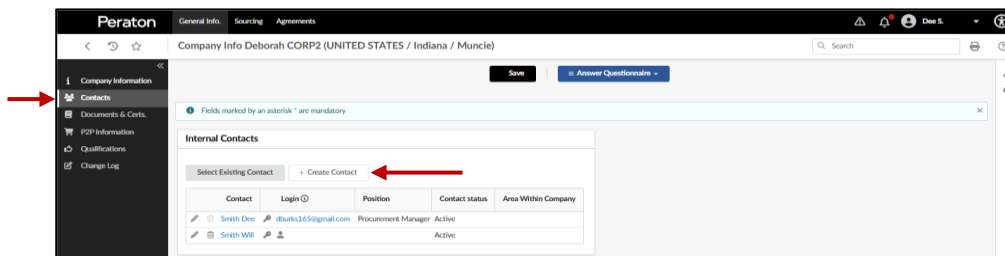 Peraton General Info. Sourcing Agreements Dee S.
Company Info Deborah CORP2 (UNITED STATES / Indiana / Muncie) Search
Save Answer Questionnaire
Company Information
Contacts
Documents & Certs.
P2P Information
Qualifications
Change Log
Fields marked by an asterisk * are mandatory
Internal Contacts
Select Existing Contact + Create Contact
Contact Login Position Contact status Area Within Company
Smith Dee dburks165@gmail.com Procurement Manager Active
Smith Will Active